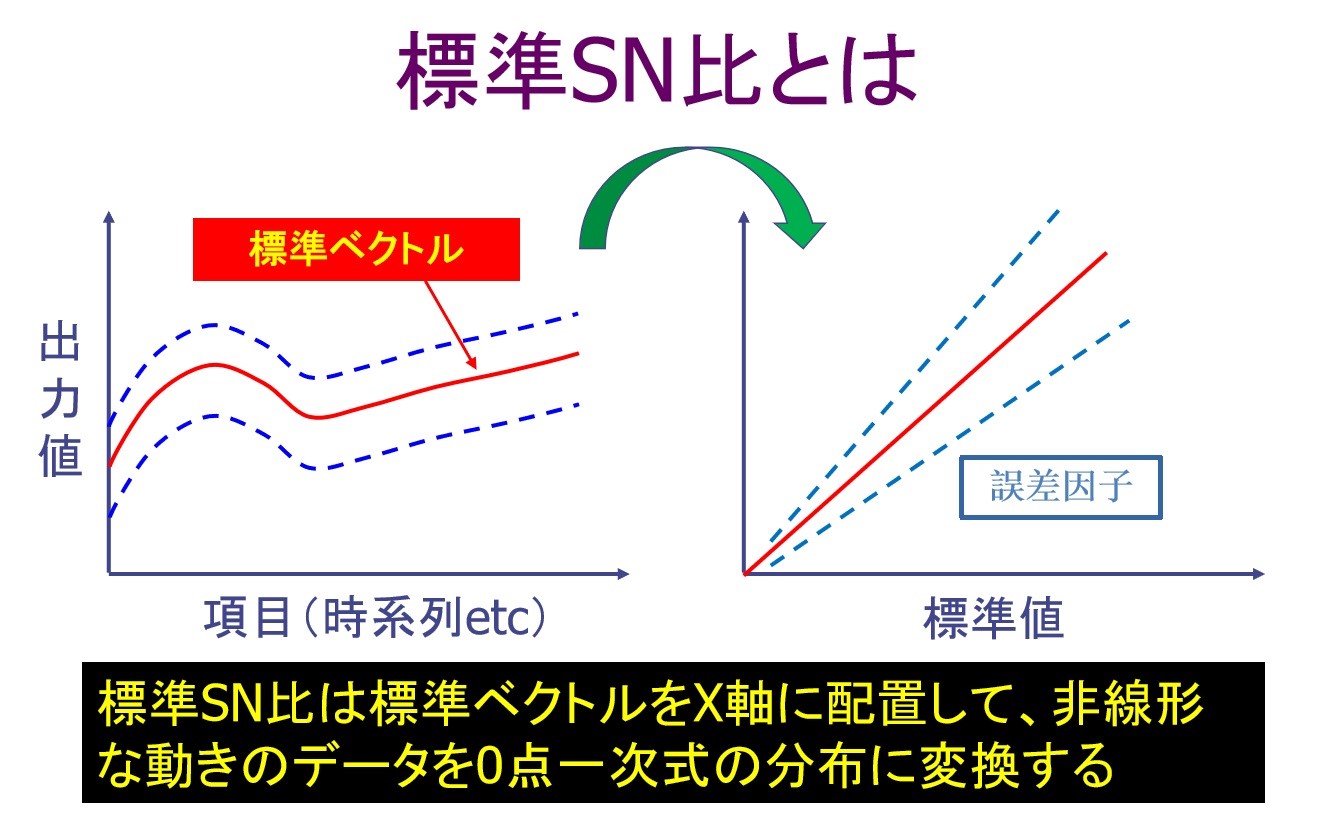 標準SN比とは
標準ベクトル
出力値
項目（時系列etc）
誤差因子
標準値
標準SN比は標準ベクトルをX軸に配置して、非線形
な動きのデータを0点一次式の分布に変換する